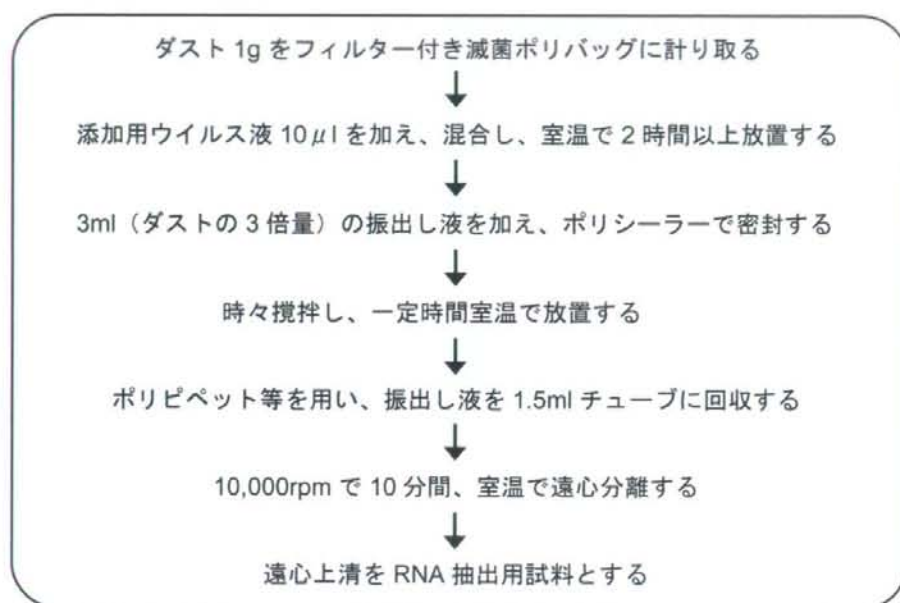 ダスト 1g をフィルター付き滅菌ポリバッグに計り取る
添加用ウイルス液 10μl を加え、混合し、室温で 2 時間以上放置する
3ml（ダストの 3 倍量）の振出し液を加え、ポリシーラーで密封する
時々撹拌し、一定時間室温で放置する
ポリピペット等を用い、振出し液を 1.5ml チューブに回収する
10,000rpm で 10 分間、室温で遠心分離する
遠心上清を RNA 抽出用試料とする